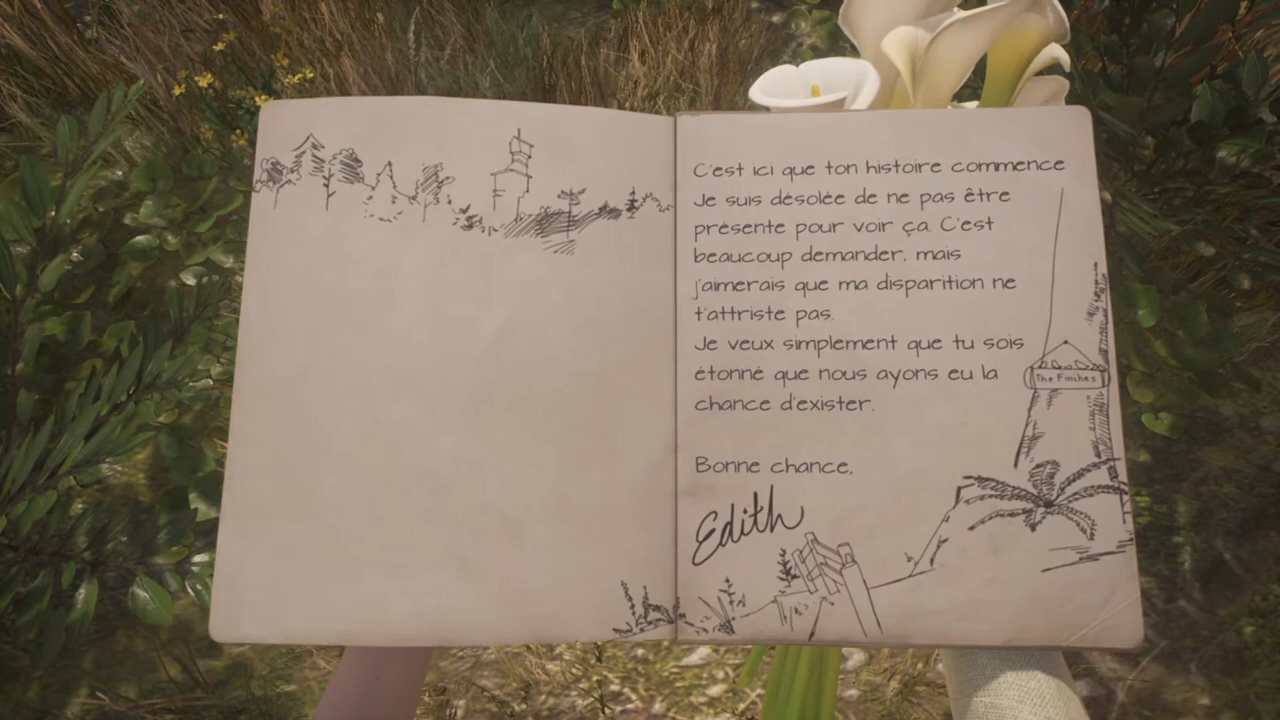 C'est ici que ton histoire commence
Je suis désolée de ne pas être
présente pour voir ça. C'est
beaucoup demander, mais
j'aimerais que ma disparition ne
t'attriste pas.
Je veux simplement que tu sois
étonné que nous ayons eu la
chance d'exister.
The Finches
Bonne chance,
Edith